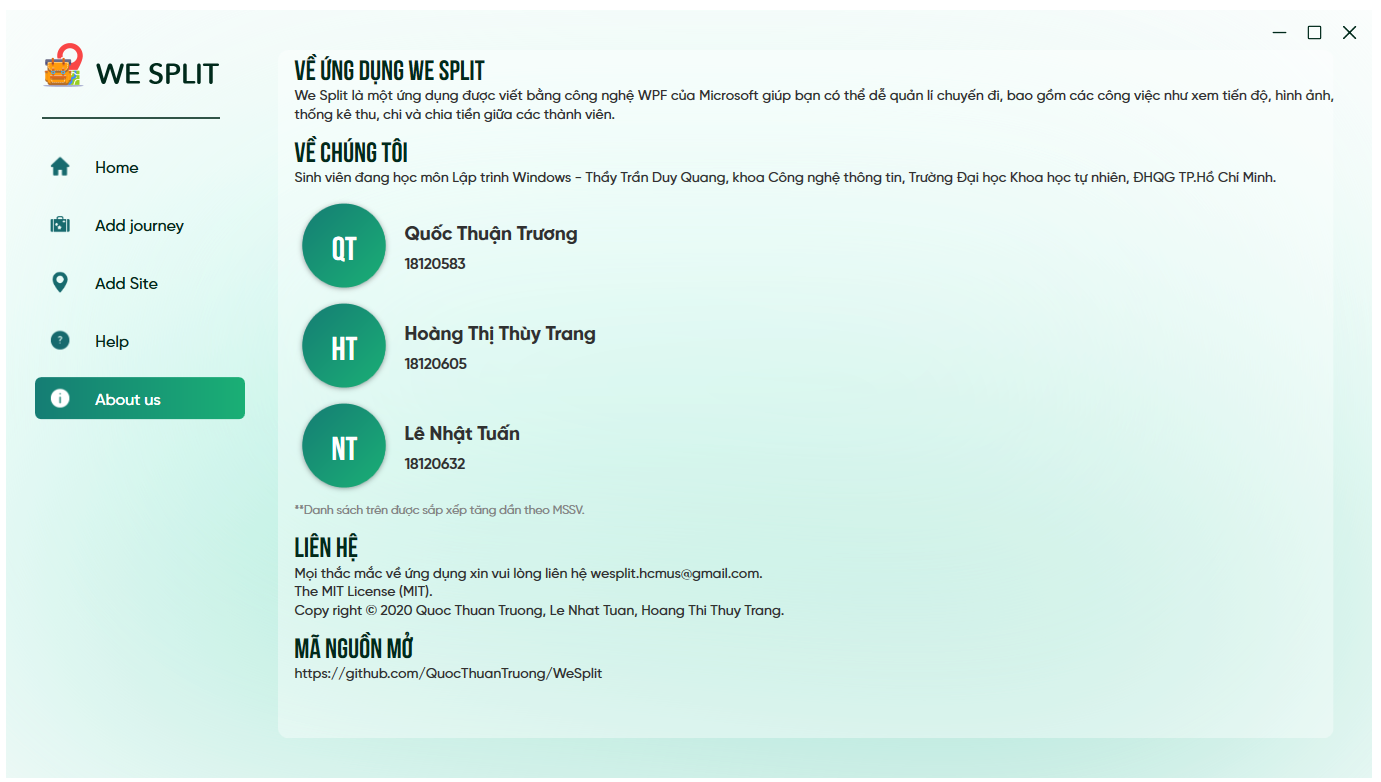 WE SPLIT
Home
Add journey
Add Site
Help
About us
VỀ ỨNG DỤNG WE SPLIT
We Split là một ứng dụng được viết bằng công nghệ WPF của Microsoft giúp bạn có thể dễ quản lí chuyến đi, bao gồm các công việc như xem tiến độ, hình ảnh,
thống kê thu, chi và chia tiền giữa các thành viên.
VỀ CHÚNG TÔI
Sinh viên đang học môn Lập trình Windows - Thầy Trần Duy Quang, khoa Công nghệ thông tin, Trường Đại học Khoa học tự nhiên, ĐHQG TP.Hồ Chí Minh.
QT
Quốc Thuận Trương
18120583
HT
Hoàng Thị Thùy Trang
18120605
NT
Lê Nhật Tuấn
18120632
**Danh sách trên được sắp xếp tăng dần theo MSSV.
LIÊN HỆ
Mọi thắc mắc về ứng dụng xin vui lòng liên hệ wesplit.hcmus@gmail.com.
The MIT License (MIT).
Copy right © 2020 Quoc Thuan Truong, Le Nhat Tuan, Hoang Thi Thuy Trang.
MÃ NGUỒN MỞ
https://github.com/QuocThuanTruong/WeSplit